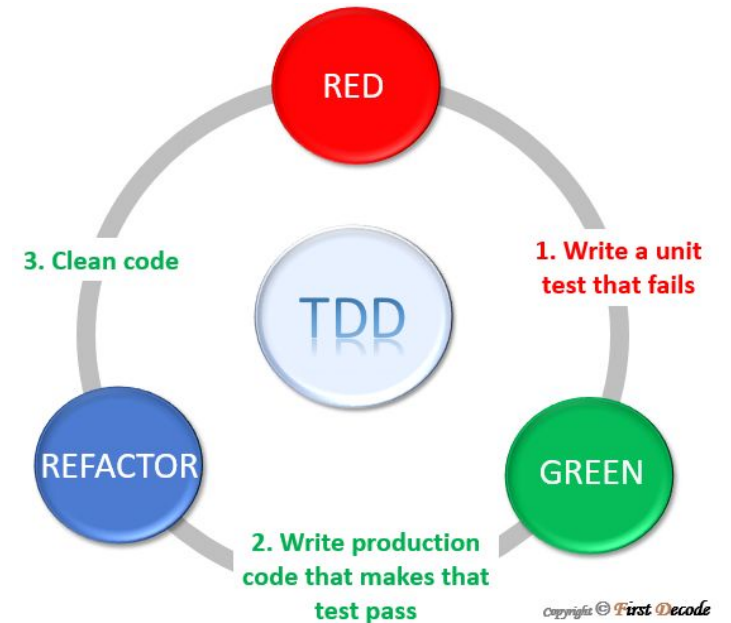 RED
1. Write a unit
test that fails
3. Clean code
TDD
REFACTOR
GREEN
2. Write production
code that makes that
test pass
Copyright © First Decode